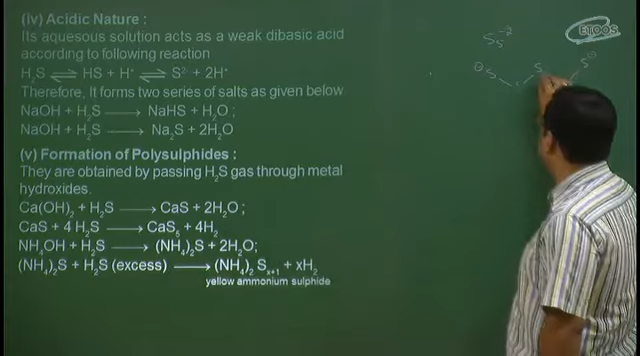 (iv) Acidic Nature :
Its aqueous solution acts as a weak dibasic acid
according to following reaction
H₂S ⇌ HS + H⁺ ⇌ S²⁻ + 2H⁺
Therefore, It forms two series of salts as given below
NaOH + H₂S ⟶ NaHS + H₂O ;
NaOH + H₂S ⟶ Na₂S + 2H₂O
(v) Formation of Polysulphides :
They are obtained by passing H₂S gas through metal
hydroxides.
Ca(OH)₂ + H₂S ⟶ CaS + 2H₂O ;
CaS + 4 H₂S ⟶ CaS₅ + 4H₂
NH₄OH + H₂S ⟶ (NH₄)₂S + 2H₂O;
(NH₄)₂S + H₂S (excess) ⟶ (NH₄)₂ Sₓ₊₁ + xH₂
yellow ammonium sulphide
ETOOS
S₅⁻²
⊖S S S⊖